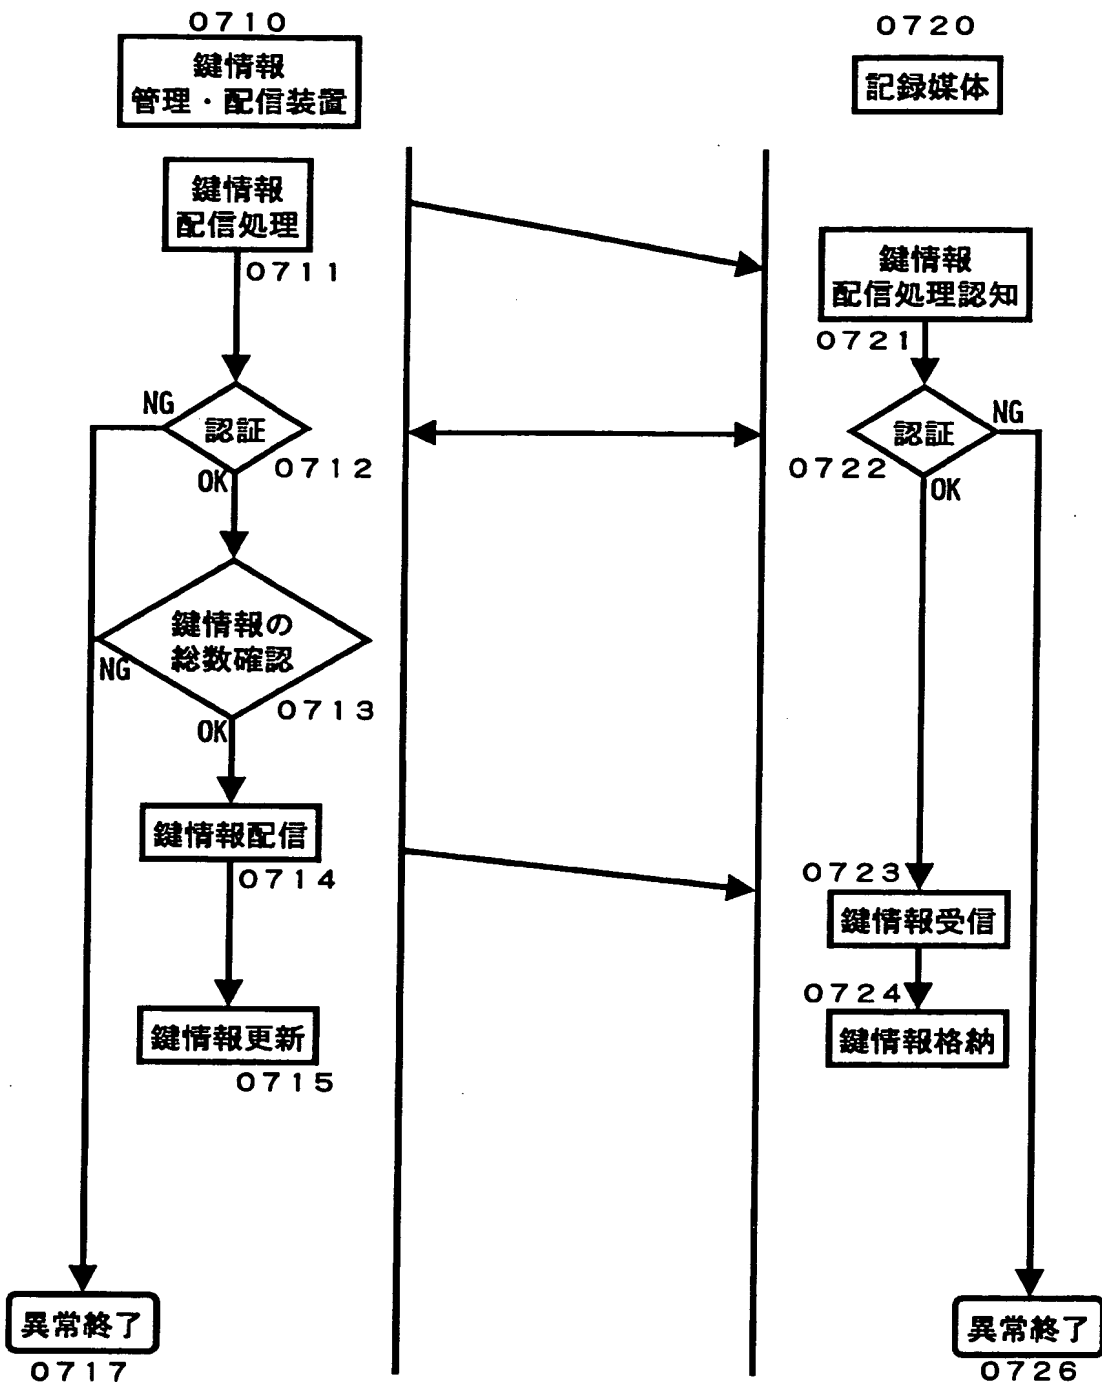 0710
鍵情報
管理・配信装置
鍵情報
配信処理
0711
NG
認証
0712
OK
鍵情報の
総数確認
NG
0713
OK
鍵情報配信
0714
鍵情報更新
0715
異常終了
0717
0720
記録媒体
鍵情報
配信処理認知
0721
NG
認証
0722
OK
0723
鍵情報受信
0724
鍵情報格納
異常終了
0726